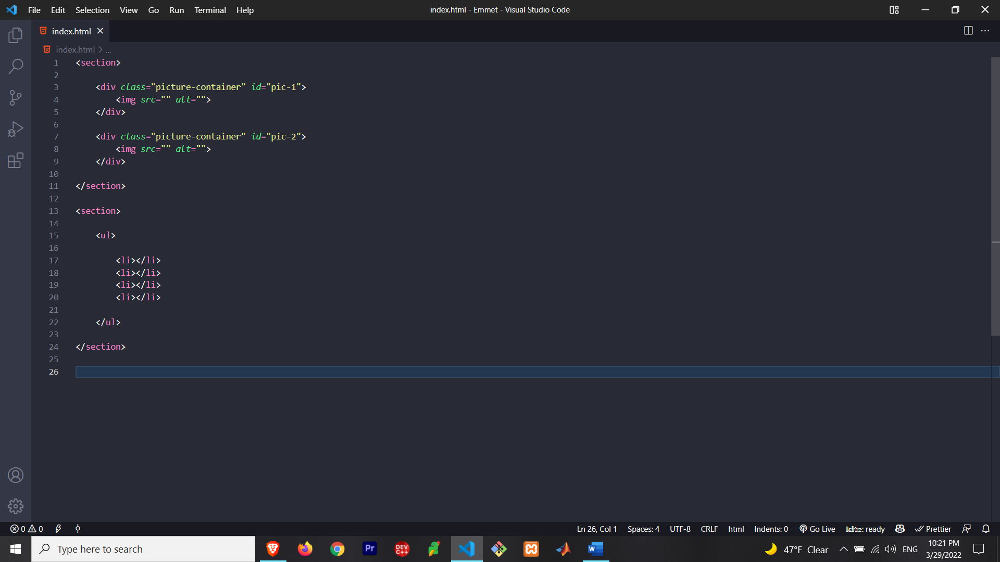 File Edit Selection View Go Run Terminal Help index.html - Emmet - Visual Studio Code
index.html
index.html > ...
1 <section>
2
3 <div class="picture-container" id="pic-1">
4 <img src="" alt="">
5 </div>
6
7 <div class="picture-container" id="pic-2">
8 <img src="" alt="">
9 </div>
10
11 </section>
12
13 <section>
14
15 <ul>
16
17 <li></li>
18 <li></li>
19 <li></li>
20 <li></li>
21
22 </ul>
23
24 </section>
25
26
0 0 Ln 26, Col 1 Spaces: 4 UTF-8 CRLF html Indents: 0 Go Live kite: ready Prettier
Type here to search Pr DEV C++ W 47°F Clear ENG 10:21 PM
3/29/2022